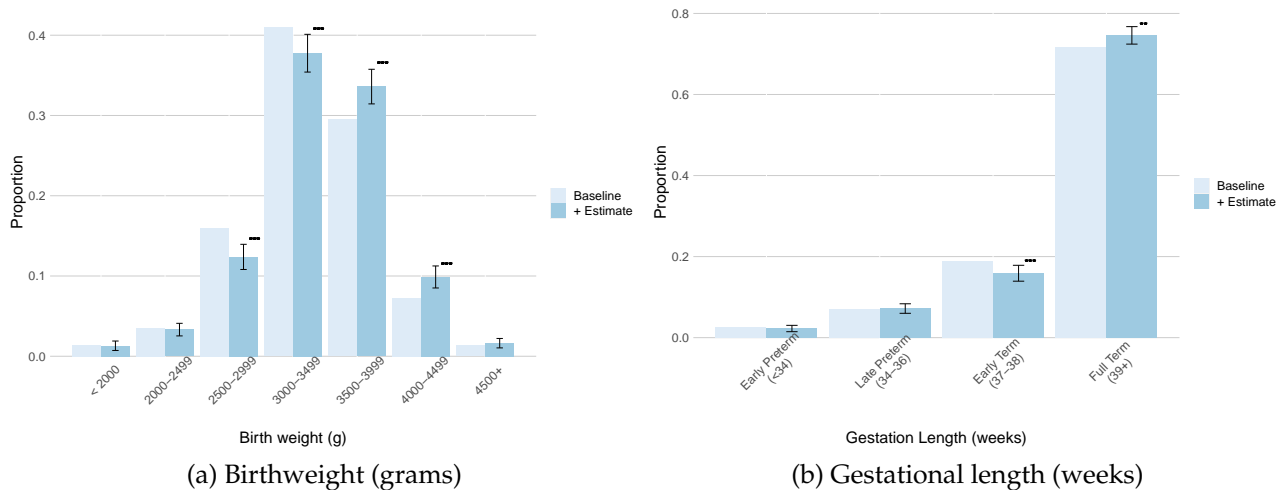 0.4
0.3
0.2
0.1
0.0
Proportion
***
***
***
***
< 2000
2000–2499
2500–2999
3000–3499
3500–3999
4000–4499
4500+
Birth weight (g)
Baseline
+ Estimate
(a) Birthweight (grams)
0.8
0.6
0.4
0.2
0.0
Proportion
***
**
Early Preterm
(<34)
Late Preterm
(34–36)
Early Term
(37–38)
Full Term
(39+)
Gestation Length (weeks)
Baseline
+ Estimate
(b) Gestational length (weeks)